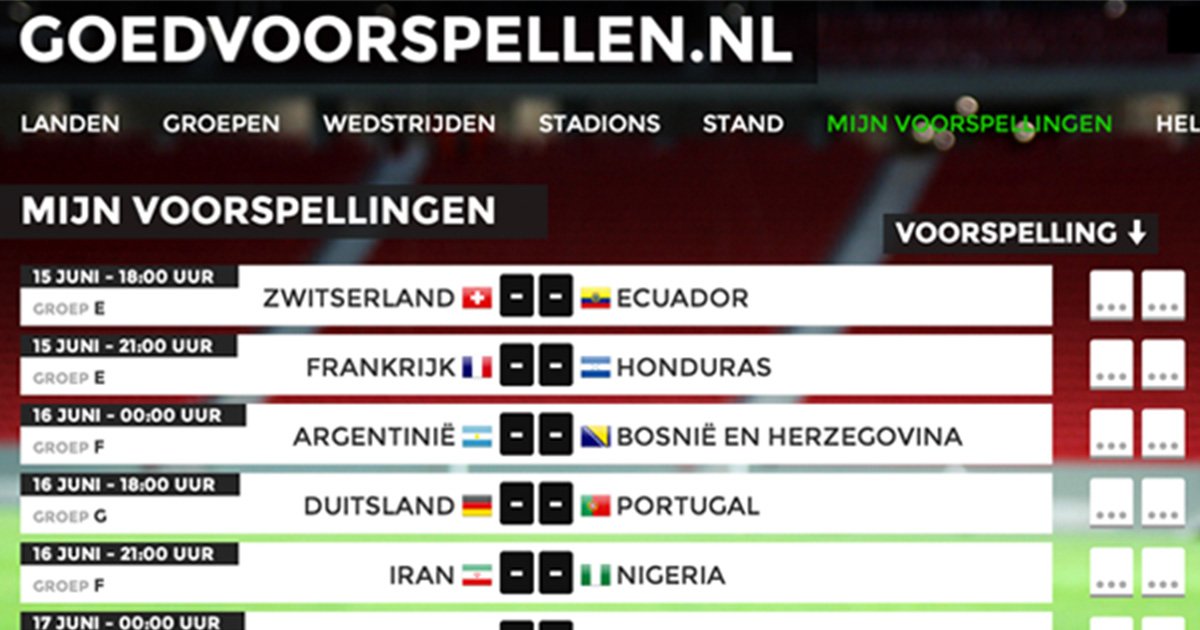 GOEDVOORSPELLEN.NL
LANDEN GROEPEN WEDSTRIJDEN STADIONS STAND MIJN VOORSPELLINGEN HEL
MIJN VOORSPELLINGEN
VOORSPELLING
15 JUNI - 18:00 UUR
GROEP E
ZWITSERLAND - - ECUADOR
... ...
15 JUNI - 21:00 UUR
GROEP E
FRANKRIJK - - HONDURAS
... ...
16 JUNI - 00:00 UUR
GROEP F
ARGENTINIË - - BOSNIË EN HERZEGOVINA
... ...
16 JUNI - 18:00 UUR
GROEP G
DUITSLAND - - PORTUGAL
... ...
16 JUNI - 21:00 UUR
GROEP F
IRAN - - NIGERIA
... ...
17 JUNI - 00:00 UUR